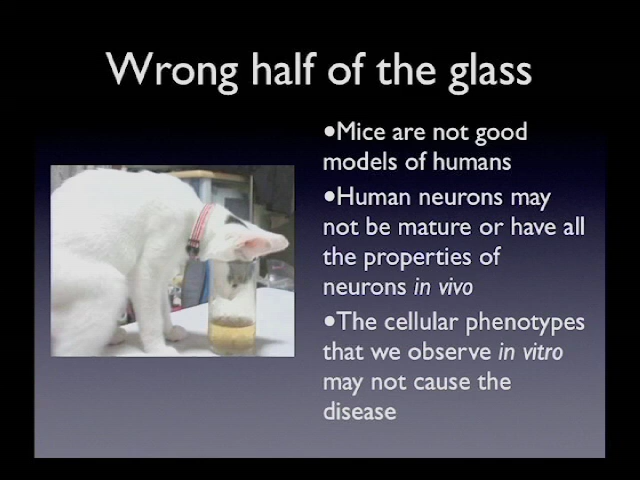 Wrong half of the glass
•Mice are not good
models of humans
•Human neurons may
not be mature or have all
the properties of
neurons in vivo
•The cellular phenotypes
that we observe in vitro
may not cause the
disease